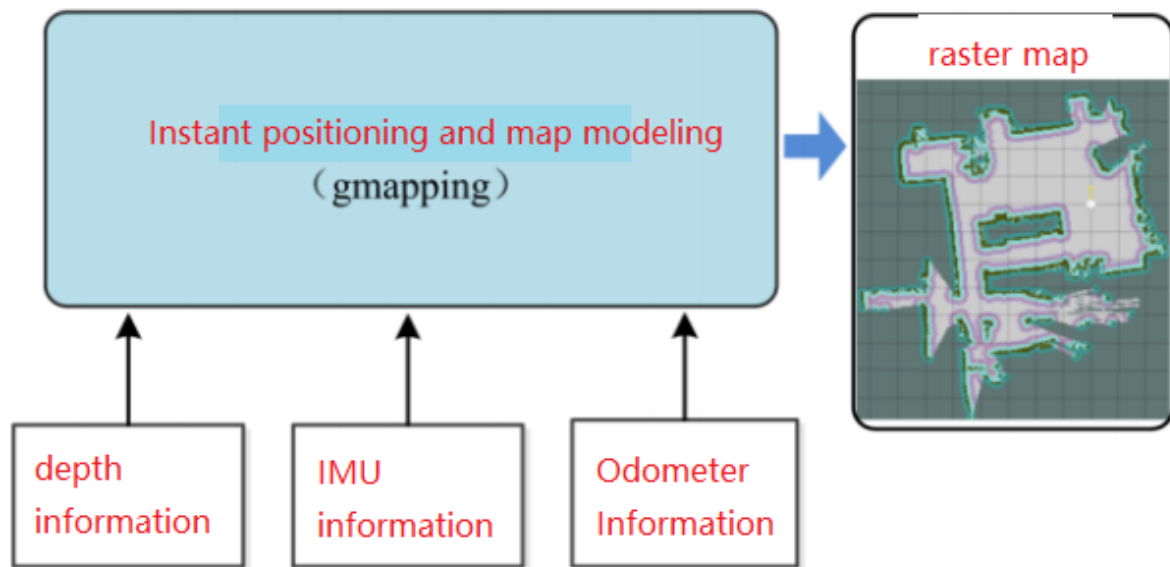 Instant positioning and map modeling
（gmapping）
raster map
depth
information
IMU
information
Odometer
Information